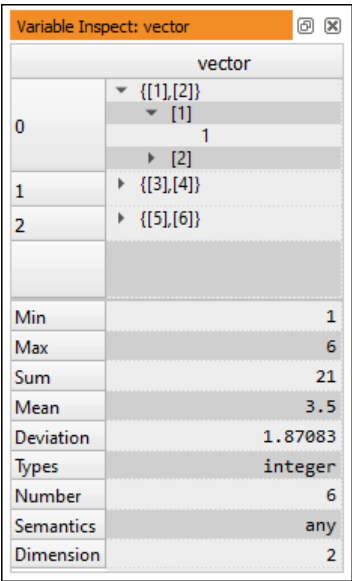 Variable Inspect: vector
vector
0
{[1],[2]}
[1]
1
[2]
1 {[3],[4]}
2 {[5],[6]}
Min 1
Max 6
Sum 21
Mean 3.5
Deviation 1.87083
Types integer
Number 6
Semantics any
Dimension 2